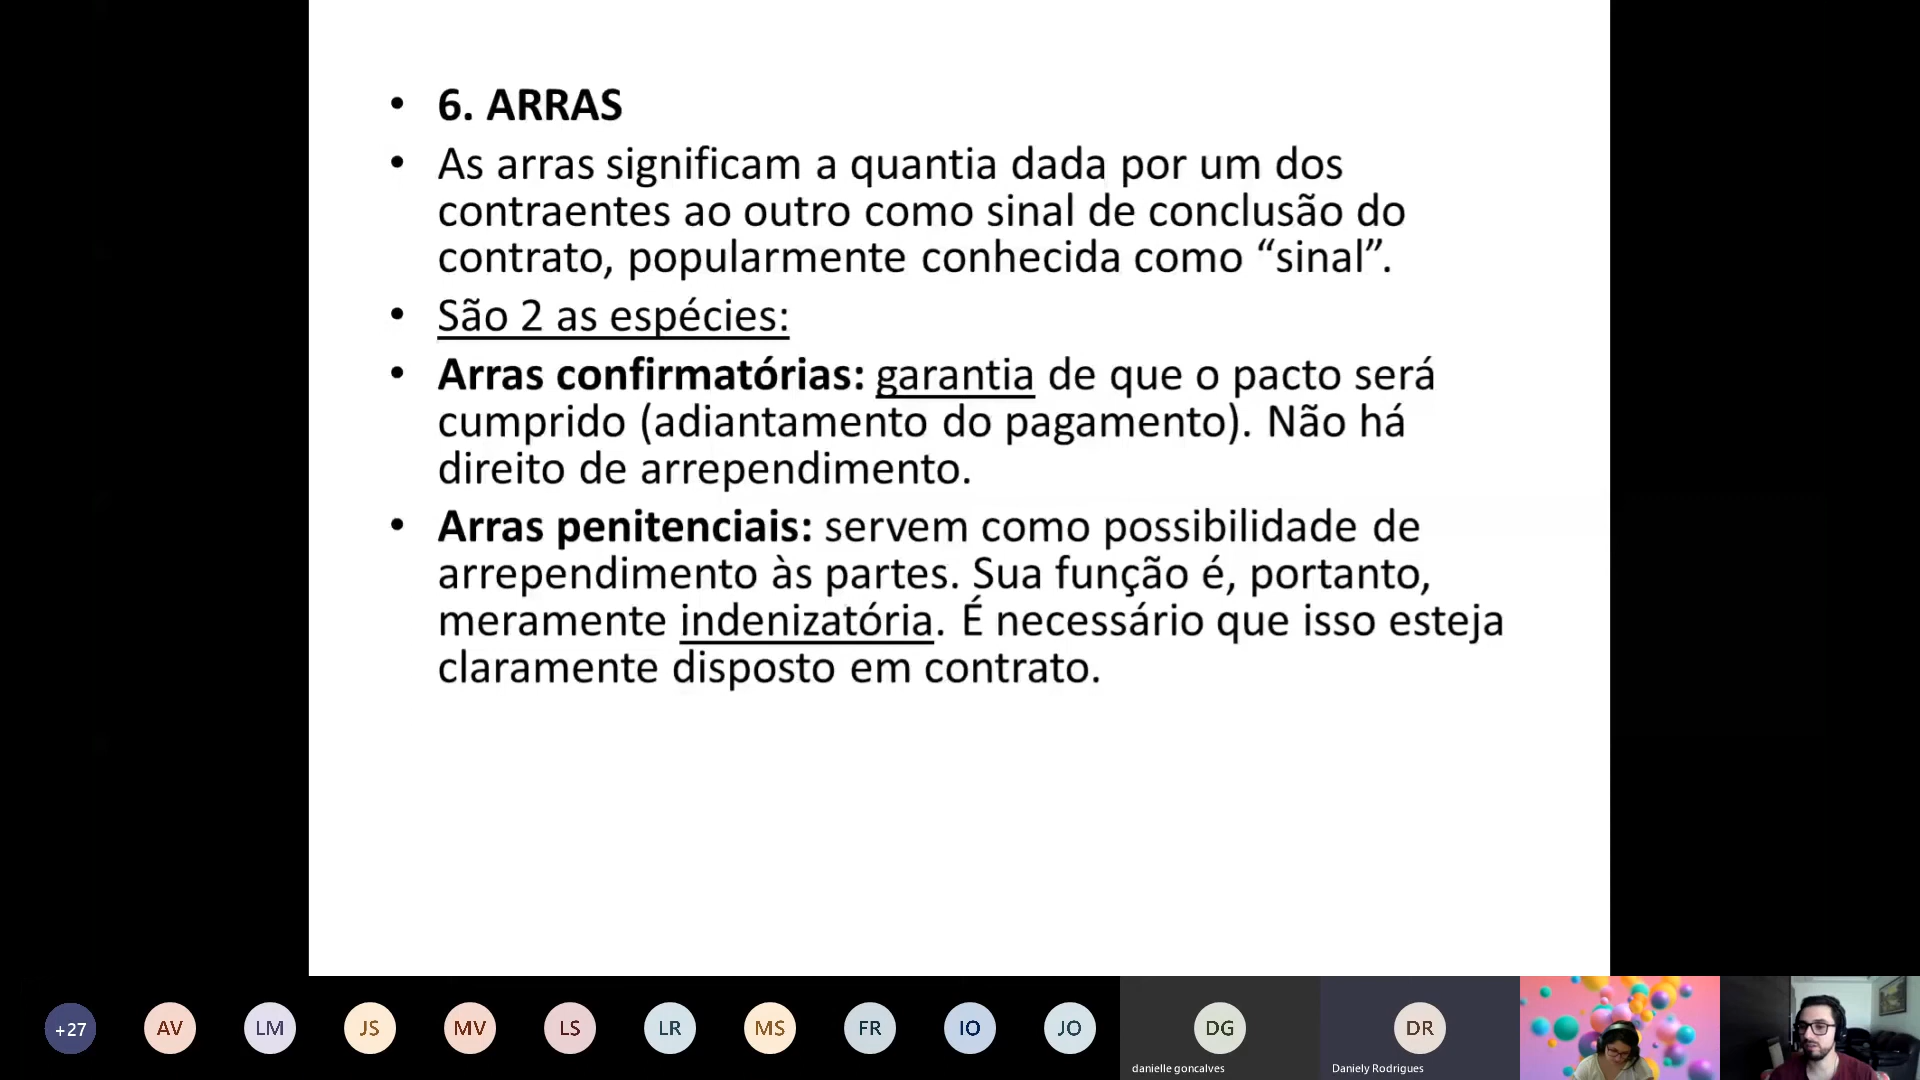 • 6. ARRAS
• As arras significam a quantia dada por um dos
contraentes ao outro como sinal de conclusão do
contrato, popularmente conhecida como “sinal”.
• São 2 as espécies:
• Arras confirmatórias: garantia de que o pacto será
cumprido (adiantamento do pagamento). Não há
direito de arrependimento.
• Arras penitenciais: servem como possibilidade de
arrependimento às partes. Sua função é, portanto,
meramente indenizatória. É necessário que isso esteja
claramente disposto em contrato.
+27 AV LM JS MV LS LR MS FR IO JO DG DR
danielle goncalves Daniely Rodrigues